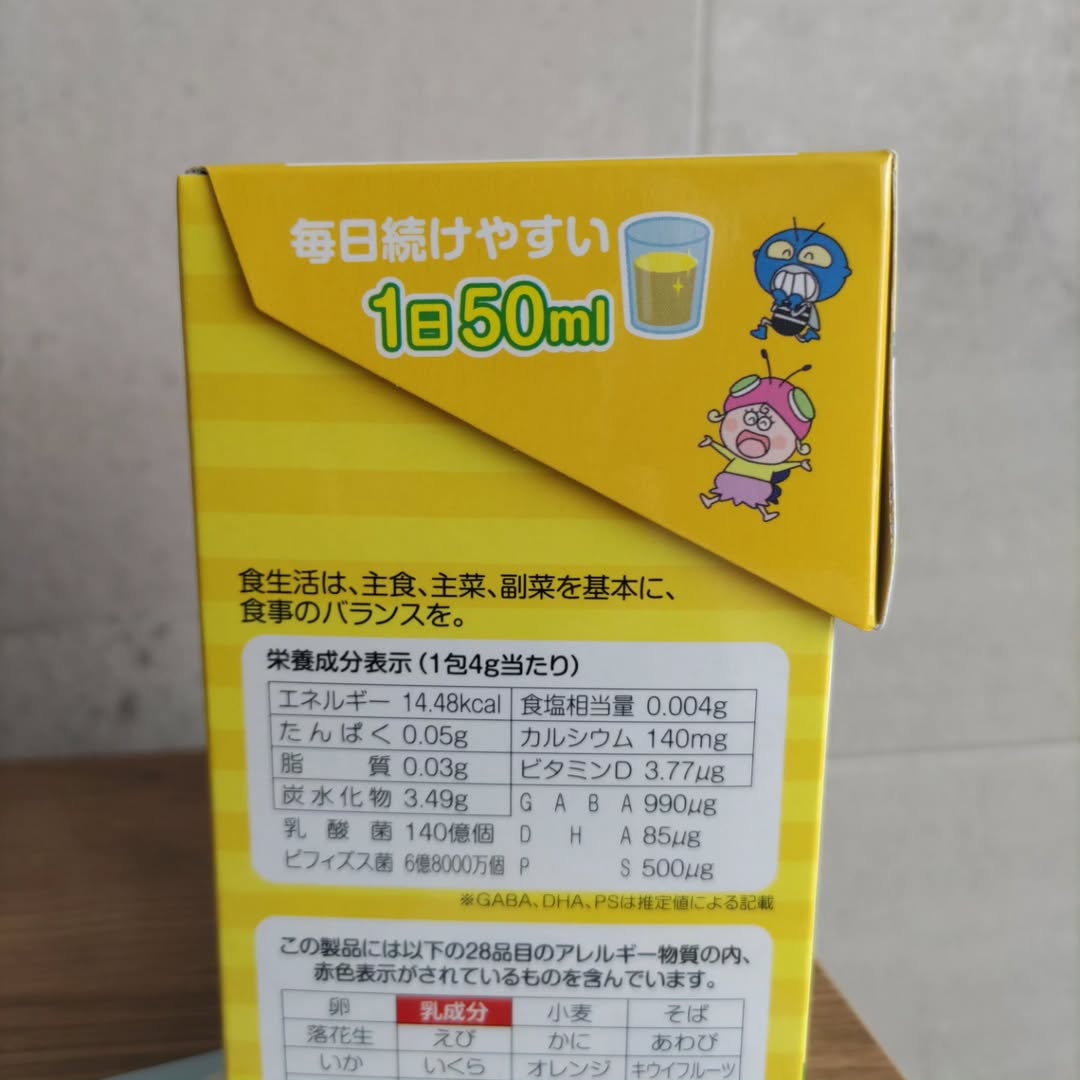 毎日続けやすい
1日50ml
食生活は、主食、主菜、副菜を基本に、
食事のバランスを。
栄養成分表示(1包4g当たり)
エネルギー 14.48kcal 食塩相当量 0.004g
たんぱく 0.05g カルシウム 140mg
脂質 0.03g ビタミンD 3.77μg
炭水化物 3.49g GABA 990μg
乳酸菌 140億個 DHA 85μg
ビフィズス菌 6億8000万個 PS 500μg
※GABA、DHA、PSは推定値による記載
この製品には以下の28品目のアレルギー物質の内、
赤色表示がされているものを含んでいます。
卵 乳成分 小麦 そば
落花生 えび かに あわび
いか いくら オレンジ キウイフルーツ